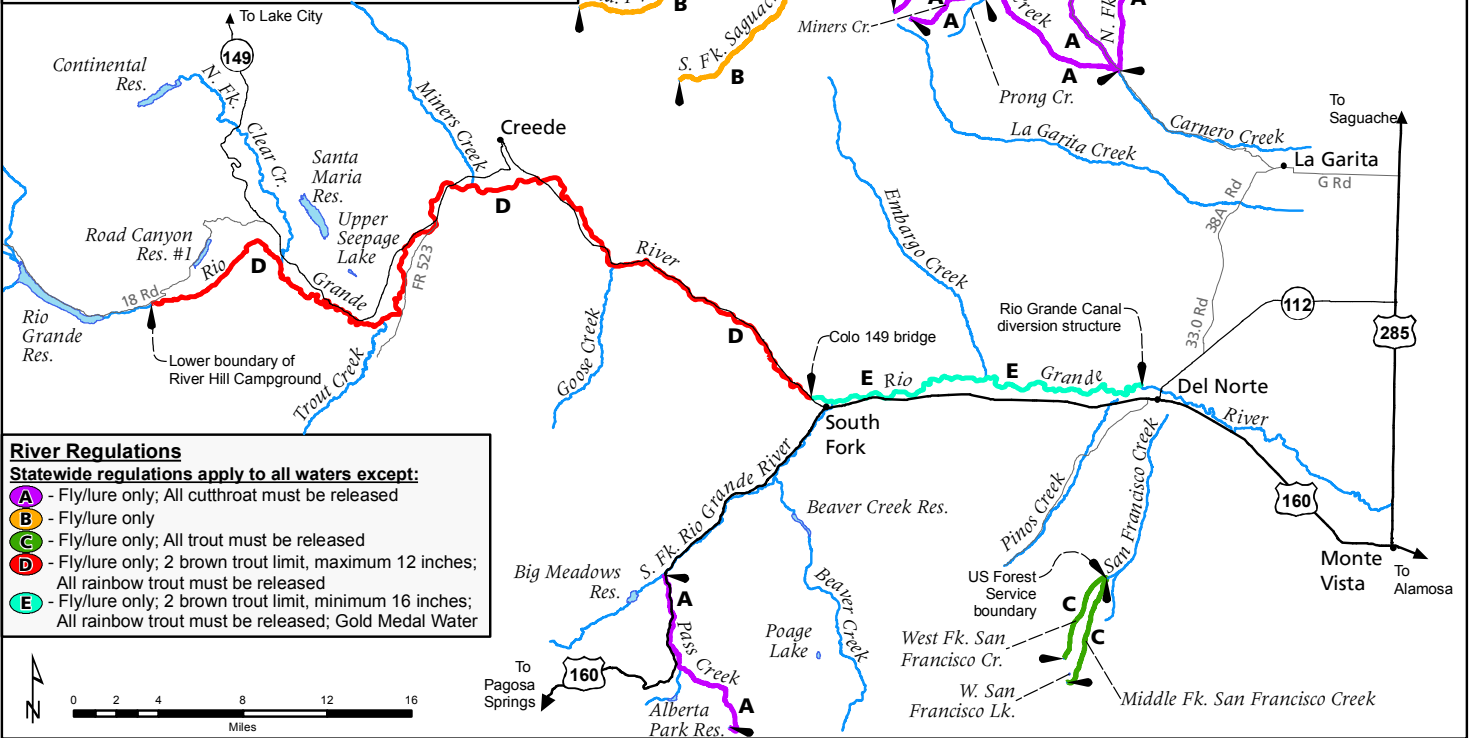 To Lake City
B
S. Fk. Saguac
B
Miners Cr.
A
A
Creek
A
N. Fk.
A
A
Prong Cr.
149
Continental
Res.
N. Fk.
Clear Cr.
Miners Creek
Creede
Santa
Maria
Res.
Upper
Seepage
Lake
Road Canyon
Res. #1
Rio
D
Grande
D
River
D
FR 523
18 Rd
Rio
Grande
Res.
Lower boundary of
River Hill Campground
Trout Creek
Goose Creek
Embargo Creek
La Garita Creek
Carnero Creek
To
Saguache
La Garita
G Rd
38A Rd
33.0 Rd
112
285
Rio Grande Canal
diversion structure
Colo 149 bridge
E
Rio
E
Grande
Del Norte
River
South
Fork
160
Monte
Vista
To
Alamosa
S. Fk. Rio Grande River
Beaver Creek Res.
Beaver Creek
Poage
Lake
Big Meadows
Res.
A
Pass Creek
A
Alberta
Park Res.
To
Pagosa
Springs
160
Pinos Creek
San Francisco Creek
US Forest
Service
boundary
C
C
West Fk. San
Francisco Cr.
W. San
Francisco Lk.
Middle Fk. San Francisco Creek
River Regulations
Statewide regulations apply to all waters except:
A - Fly/lure only; All cutthroat must be released
B - Fly/lure only
C - Fly/lure only; All trout must be released
D - Fly/lure only; 2 brown trout limit, maximum 12 inches;
All rainbow trout must be released
E - Fly/lure only; 2 brown trout limit, minimum 16 inches;
All rainbow trout must be released; Gold Medal Water
N
0 2 4 8 12 16
Miles